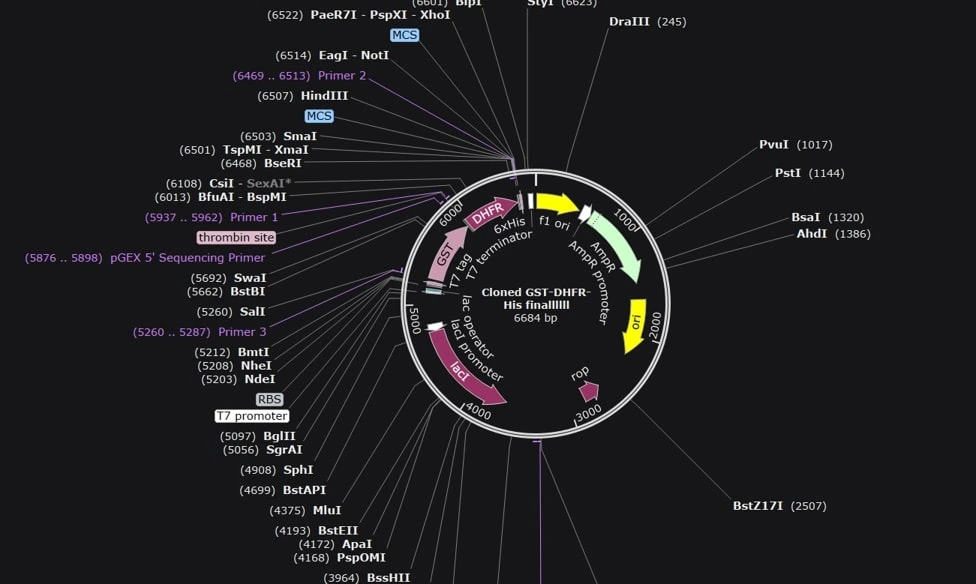 (6601) BlpI
StyI (6623)
(6522) PaeR7I - PspXI - XhoI
DraIII (245)
MCS
(6514) EagI - NotI
(6469 .. 6513) Primer 2
(6507) HindIII
MCS
(6503) SmaI
(6501) TspMI - XmaI
(6468) BseRI
(6108) CsiI - SexAI*
(6013) BfuAI - BspMI
(5937 .. 5962) Primer 1
thrombin site
(5876 .. 5898) pGEX 5' Sequencing Primer
(5692) SwaI
(5662) BstBI
(5260) SalI
(5260 .. 5287) Primer 3
(5212) BmtI
(5208) NheI
(5203) NdeI
RBS
T7 promoter
(5097) BglII
(5056) SgrAI
(4908) SphI
(4699) BstAPI
(4375) MluI
(4193) BstEII
(4172) ApaI
(4168) PspOMI
(3964) BssHII
PvuI (1017)
PstI (1144)
BsaI (1320)
AhdI (1386)
BstZ17I (2507)
6000
DHFR
6xHis
T7 terminator
f1 ori
1000
AmpR
AmpR promoter
GST
T7 tag
Cloned GST-DHFR-
His finalllllll
6684 bp
5000
lac operator
lacI promoter
lacI
ori
2000
rop
3000
4000